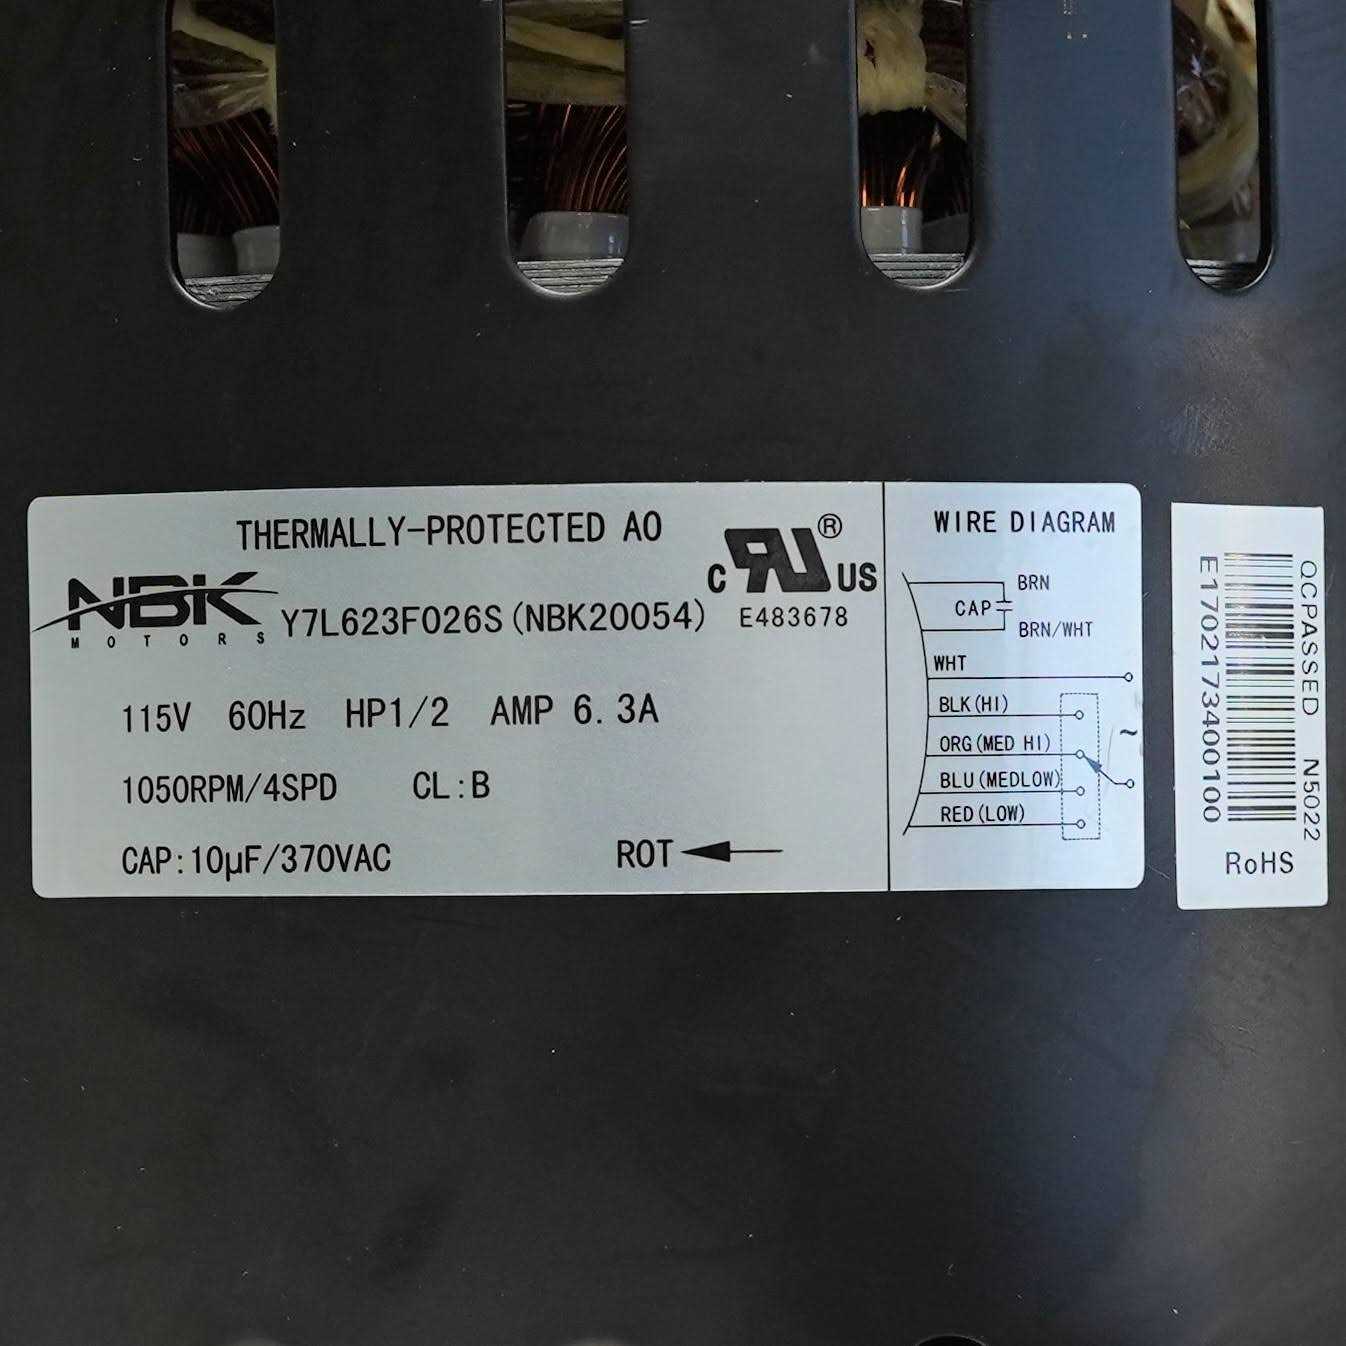 THERMALLY-PROTECTED AO
NBK
MOTORS
Y7L623F026S(NBK20054)
C RU® US
E483678
115V 60Hz HP1/2 AMP 6.3A
1050RPM/4SPD CL:B
CAP:10µF/370VAC
ROT
WIRE DIAGRAM
BRN
CAP
BRN/WHT
WHT
BLK(HI)
ORG(MED HI)
~
BLU(MEDLOW)
RED(LOW)
QCPASSED N5022
E1702173400100
RoHS